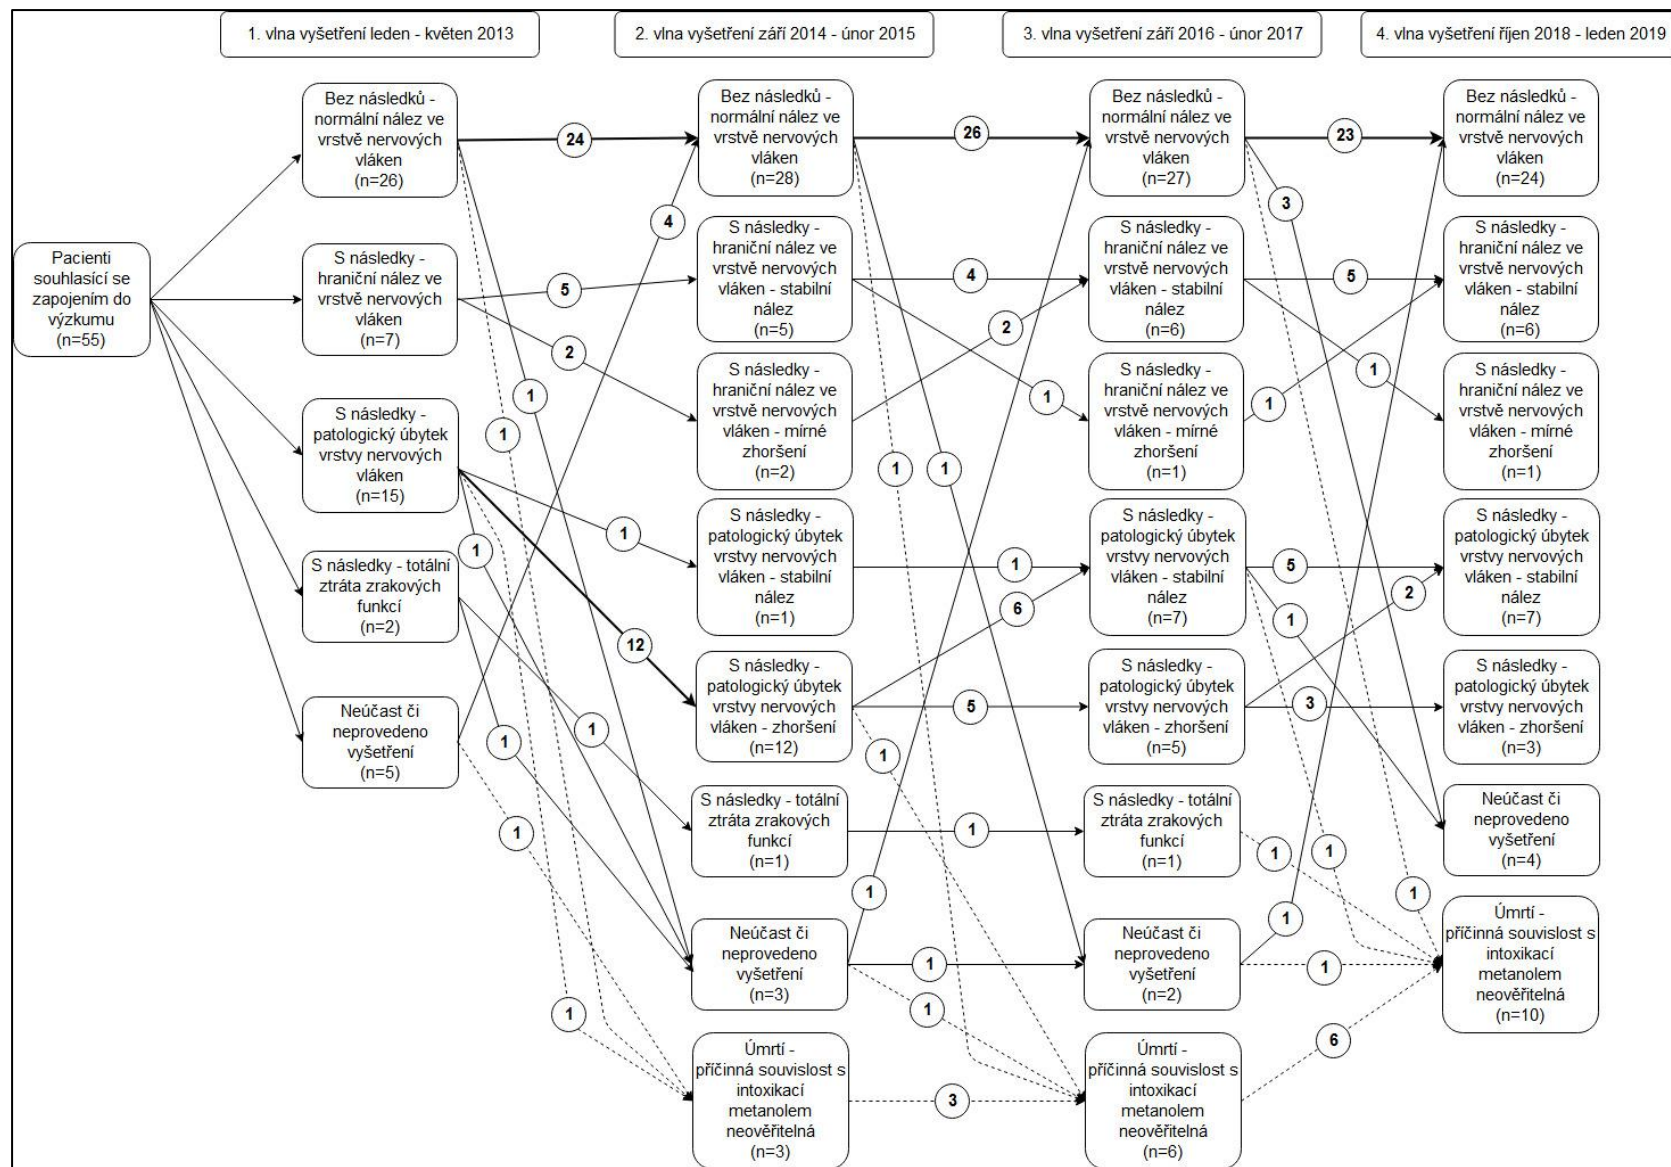 1. vlna vyšetření leden - květen 2013
2. vlna vyšetření září 2014 - únor 2015
3. vlna vyšetření září 2016 - únor 2017
4. vlna vyšetření říjen 2018 - leden 2019
Pacienti
souhlasící se
zapojením do
výzkumu
(n=55)
Bez následků -
normální nález ve
vrstvě nervových
vláken
(n=26)
S následky -
hraniční nález ve
vrstvě nervových
vláken
(n=7)
S následky -
patologický úbytek
vrstvy nervových
vláken
(n=15)
S následky - totální
ztráta zrakových
funkcí
(n=2)
Neúčast či
neprovedeno
vyšetření
(n=5)
24
4
5
2
1
1
1
1
12
1
1
1
1
Bez následků -
normální nález ve
vrstvě nervových
vláken
(n=28)
S následky -
hraniční nález ve
vrstvě nervových
vláken - stabilní
nález
(n=5)
S následky -
hraniční nález ve
vrstvě nervových
vláken - mírné
zhoršení
(n=2)
S následky -
patologický úbytek
vrstvy nervových
vláken - stabilní
nález
(n=1)
S následky -
patologický úbytek
vrstvy nervových
vláken - zhoršení
(n=12)
S následky - totální
ztráta zrakových
funkcí
(n=1)
Neúčast či
neprovedeno
vyšetření
(n=3)
Úmrtí -
příčinná souvislost s
intoxikací
metanolem
neověřitelná
(n=3)
26
4
2
1
1
1
1
6
5
1
1
1
1
1
3
Bez následků -
normální nález ve
vrstvě nervových
vláken
(n=27)
S následky -
hraniční nález ve
vrstvě nervových
vláken - stabilní
nález
(n=6)
S následky -
hraniční nález ve
vrstvě nervových
vláken - mírné
zhoršení
(n=1)
S následky -
patologický úbytek
vrstvy nervových
vláken - stabilní
nález
(n=7)
S následky -
patologický úbytek
vrstvy nervových
vláken - zhoršení
(n=5)
S následky - totální
ztráta zrakových
funkcí
(n=1)
Neúčast či
neprovedeno
vyšetření
(n=2)
Úmrtí -
příčinná souvislost s
intoxikací
metanolem
neověřitelná
(n=6)
23
3
5
1
1
5
2
1
3
1
1
1
1
1
6
Bez následků -
normální nález ve
vrstvě nervových
vláken
(n=24)
S následky -
hraniční nález ve
vrstvě nervových
vláken - stabilní
nález
(n=6)
S následky -
hraniční nález ve
vrstvě nervových
vláken - mírné
zhoršení
(n=1)
S následky -
patologický úbytek
vrstvy nervových
vláken - stabilní
nález
(n=7)
S následky -
patologický úbytek
vrstvy nervových
vláken - zhoršení
(n=3)
Neúčast či
neprovedeno
vyšetření
(n=4)
Úmrtí -
příčinná souvislost s
intoxikací
metanolem
neověřitelná
(n=10)